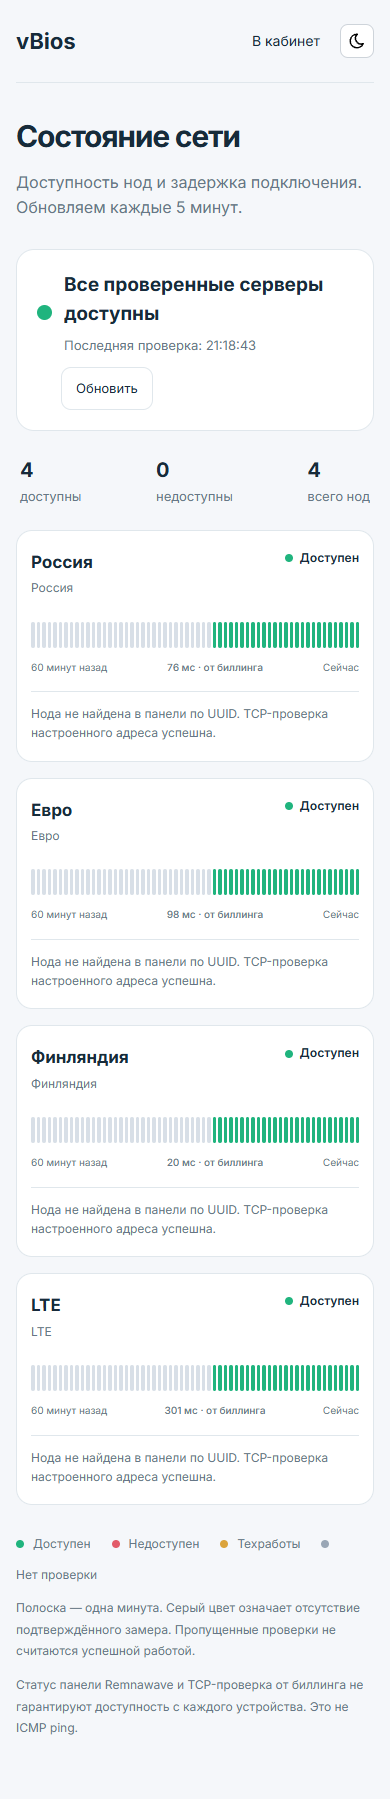 vBios
В кабинет
Состояние сети
Доступность нод и задержка подключения.
Обновляем каждые 5 минут.
Все проверенные серверы
доступны
Последняя проверка: 21:18:43
Обновить
4 0 4
доступны недоступны всего нод
Россия Доступен
Россия
60 минут назад 76 мс · от биллинга Сейчас
Нода не найдена в панели по UUID. TCP-проверка
настроенного адреса успешна.
Евро Доступен
Евро
60 минут назад 98 мс · от биллинга Сейчас
Нода не найдена в панели по UUID. TCP-проверка
настроенного адреса успешна.
Финляндия Доступен
Финляндия
60 минут назад 20 мс · от биллинга Сейчас
Нода не найдена в панели по UUID. TCP-проверка
настроенного адреса успешна.
LTE Доступен
LTE
60 минут назад 301 мс · от биллинга Сейчас
Нода не найдена в панели по UUID. TCP-проверка
настроенного адреса успешна.
Доступен Недоступен Техработы
Нет проверки
Полоска — одна минута. Серый цвет означает отсутствие
подтверждённого замера. Пропущенные проверки не
считаются успешной работой.
Статус панели Remnawave и TCP-проверка от биллинга не
гарантируют доступность с каждого устройства. Это не
ICMP ping.